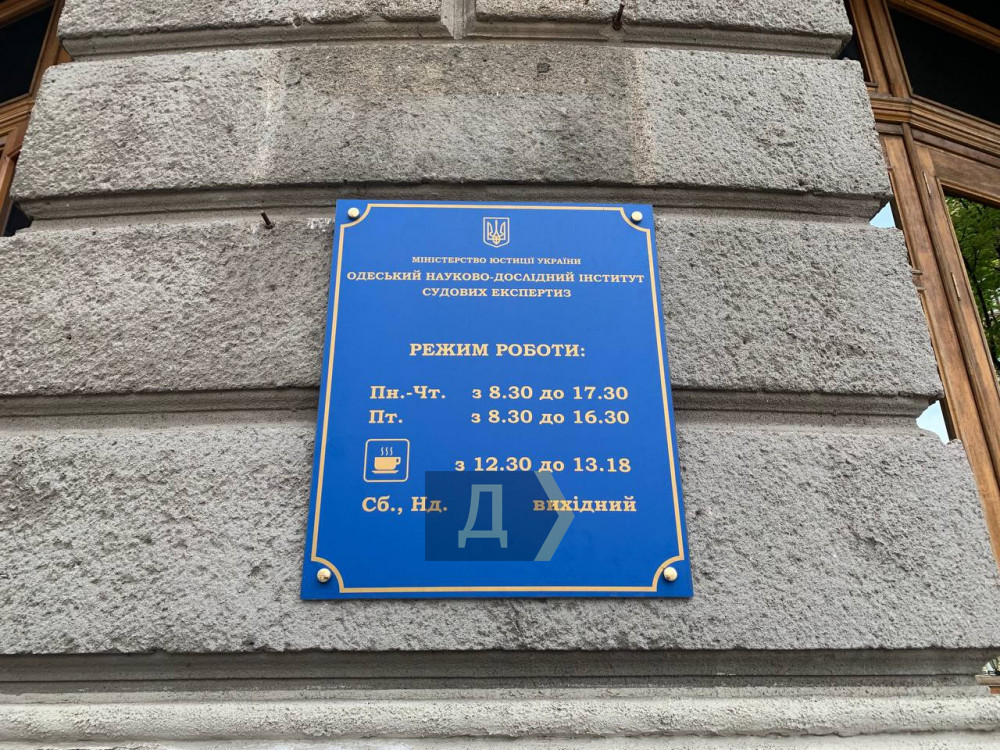 МІНІСТЕРСТВО ЮСТИЦІЇ УКРАЇНИ
ОДЕСЬКИЙ НАУКОВО-ДОСЛІДНИЙ ІНСТИТУТ
СУДОВИХ ЕКСПЕРТИЗ
РЕЖИМ РОБОТИ:
Пн.-Чт. з 8.30 до 17.30
Пт. з 8.30 до 16.30
з 12.30 до 13.18
Сб., Нд. вихідний
Д